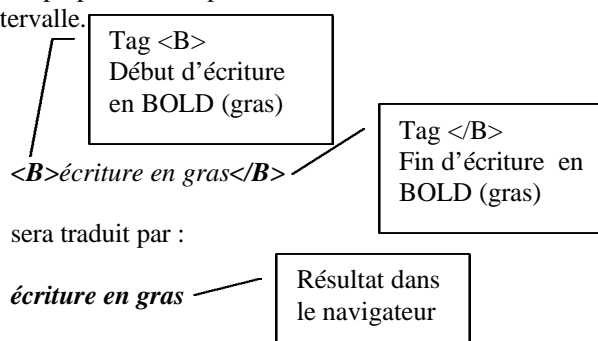 tervalle.
Tag <B>
Début d'écriture
en BOLD (gras)
Tag </B>
Fin d'écriture en
BOLD (gras)
<B>écriture en gras</B>
sera traduit par :
écriture en gras
Résultat dans
le navigateur